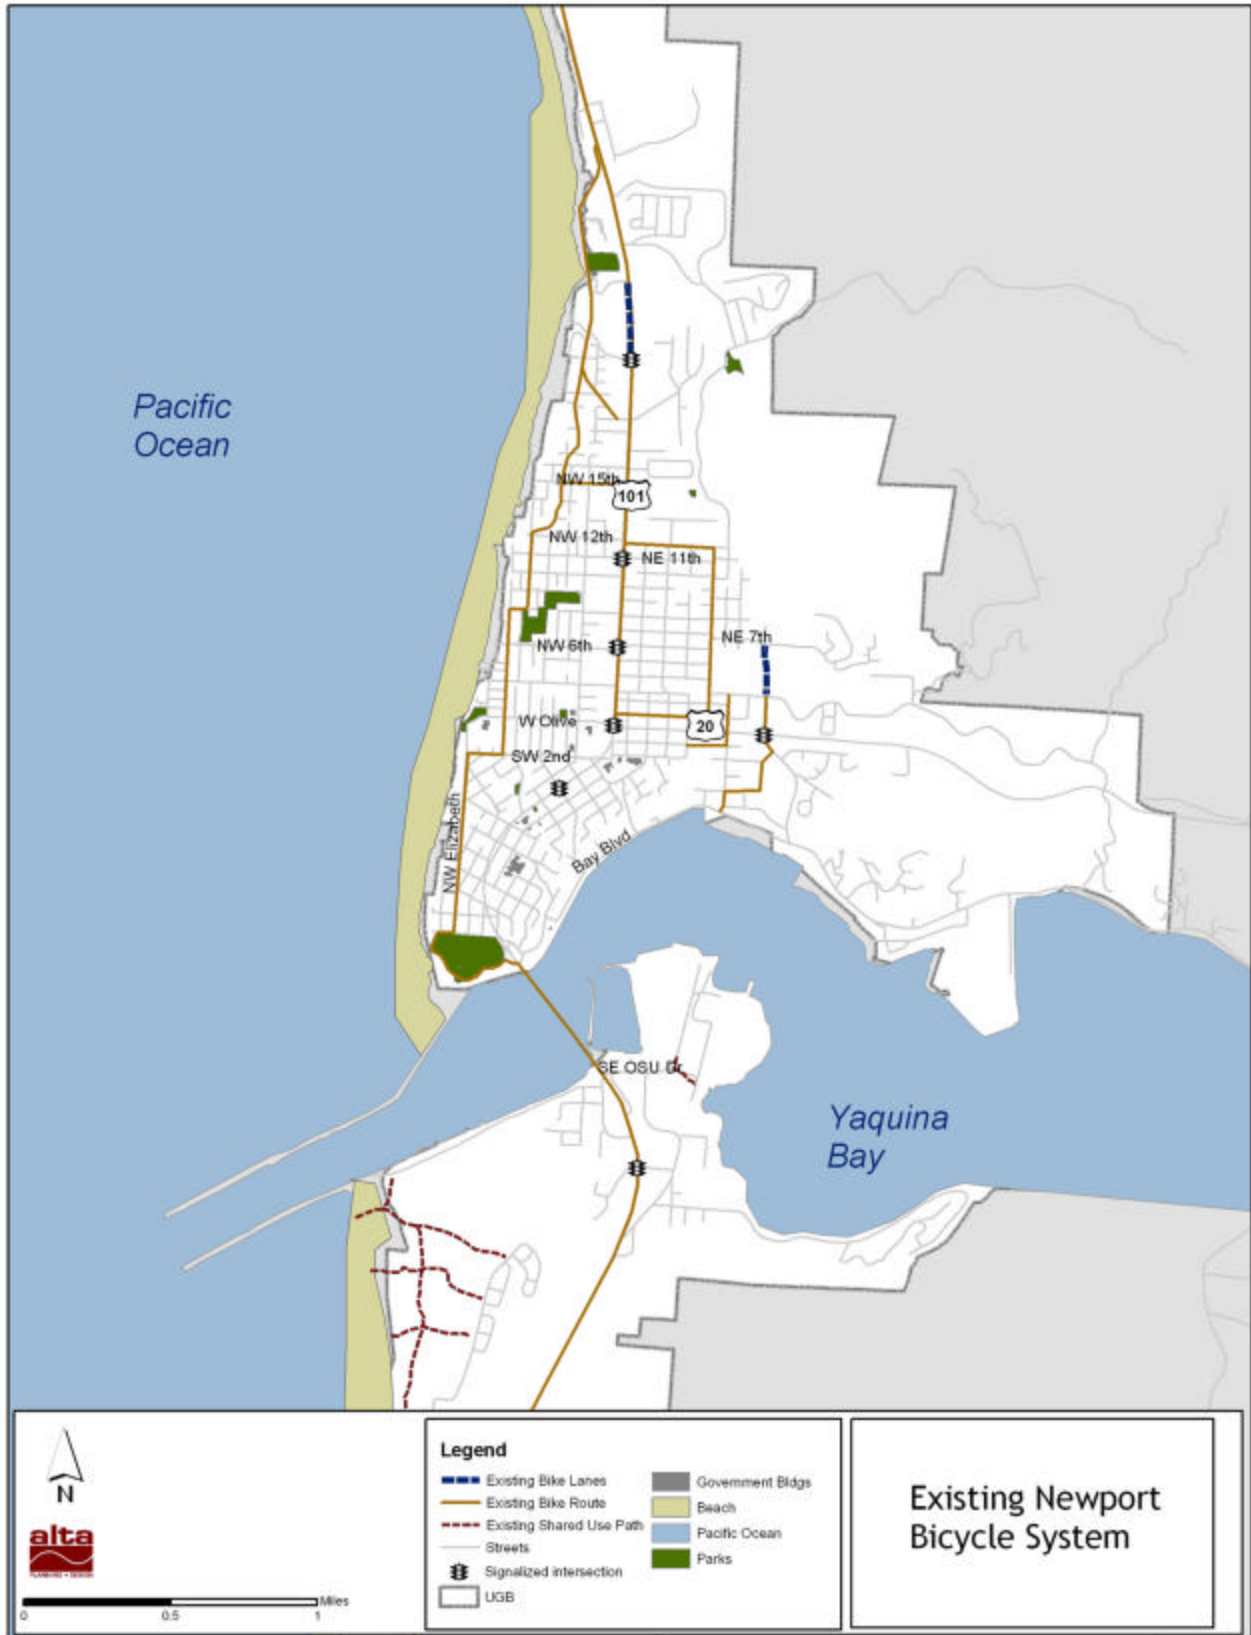 Pacific
Ocean
NW 15th
101
NW 12th
NE 11th
NE 7th
NW 6th
W Olive
20
SW 2nd
NW Elizabeth
Bay Blvd
SE OSU Dr
Yaquina
Bay
N
alta
PLANNING + DESIGN
0 0.5 1 Miles
Legend
Existing Bike Lanes
Existing Bike Route
Existing Shared Use Path
Streets
Signalized intersection
UGB
Government Bldgs
Beach
Pacific Ocean
Parks
Existing Newport
Bicycle System